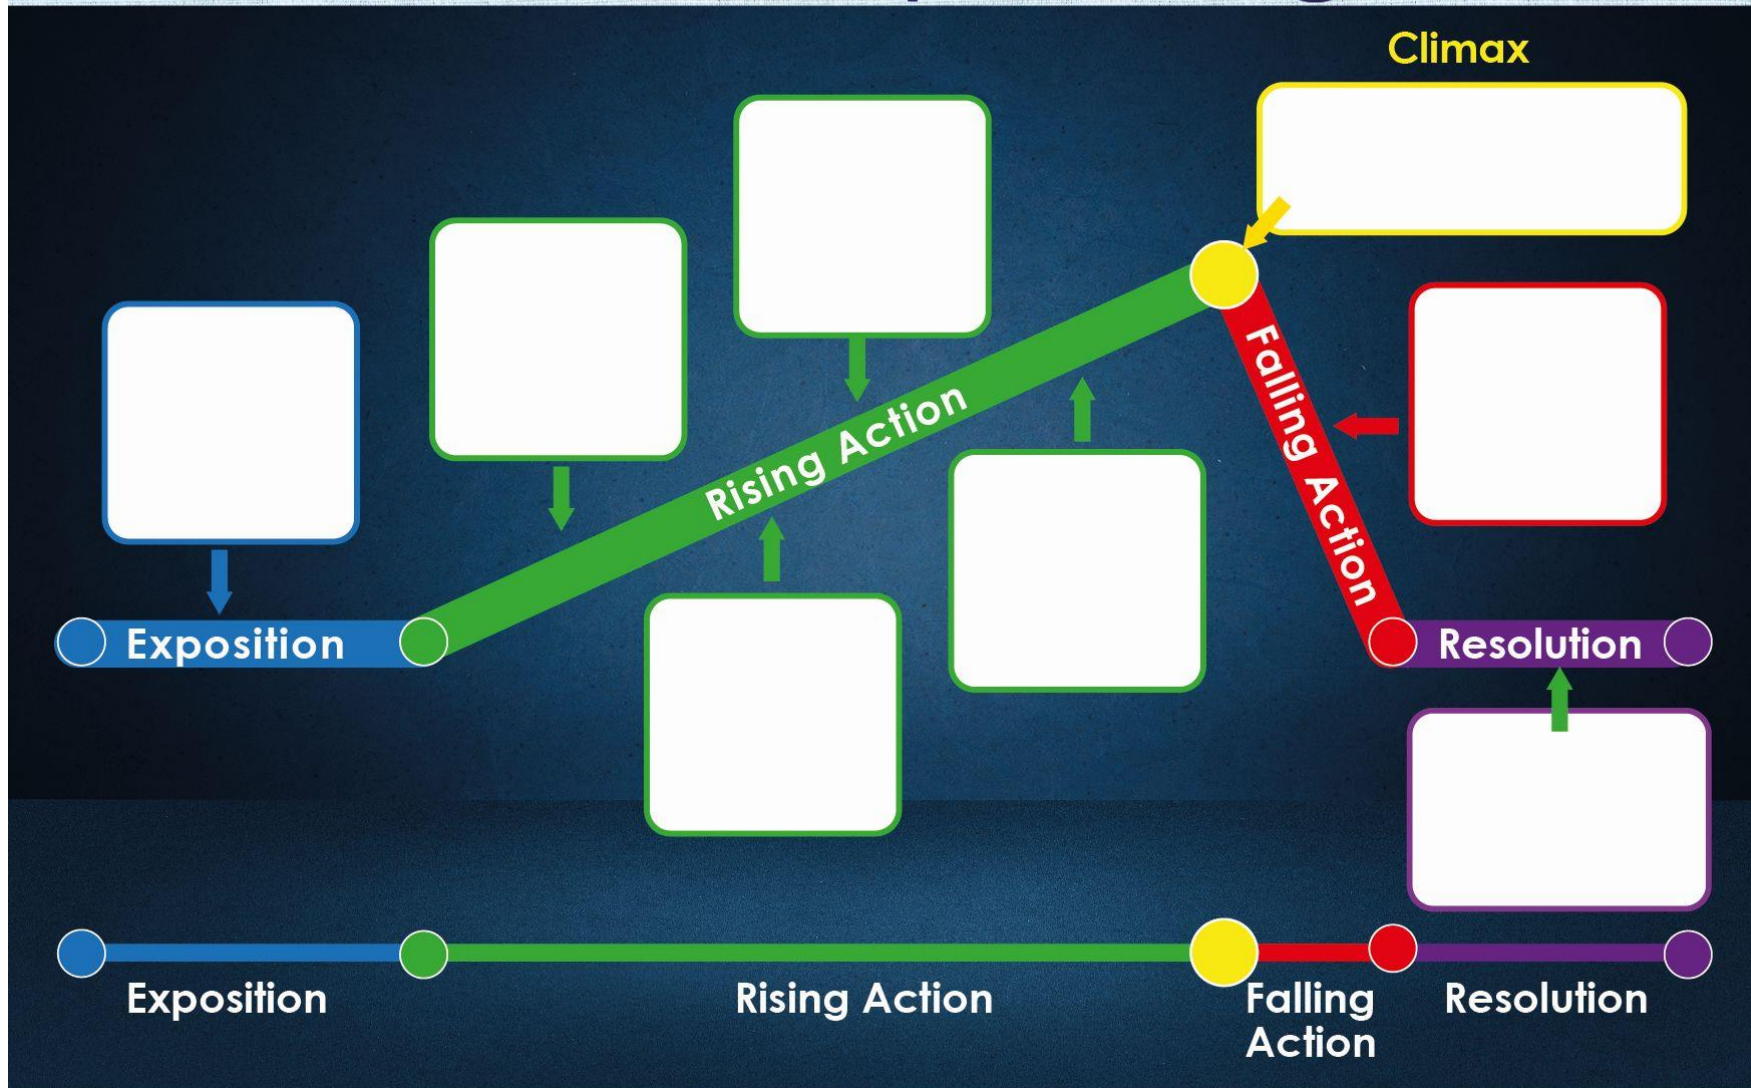 Climax
Rising Action
Falling Action
Exposition
Resolution
Exposition
Rising Action
Falling
Action
Resolution